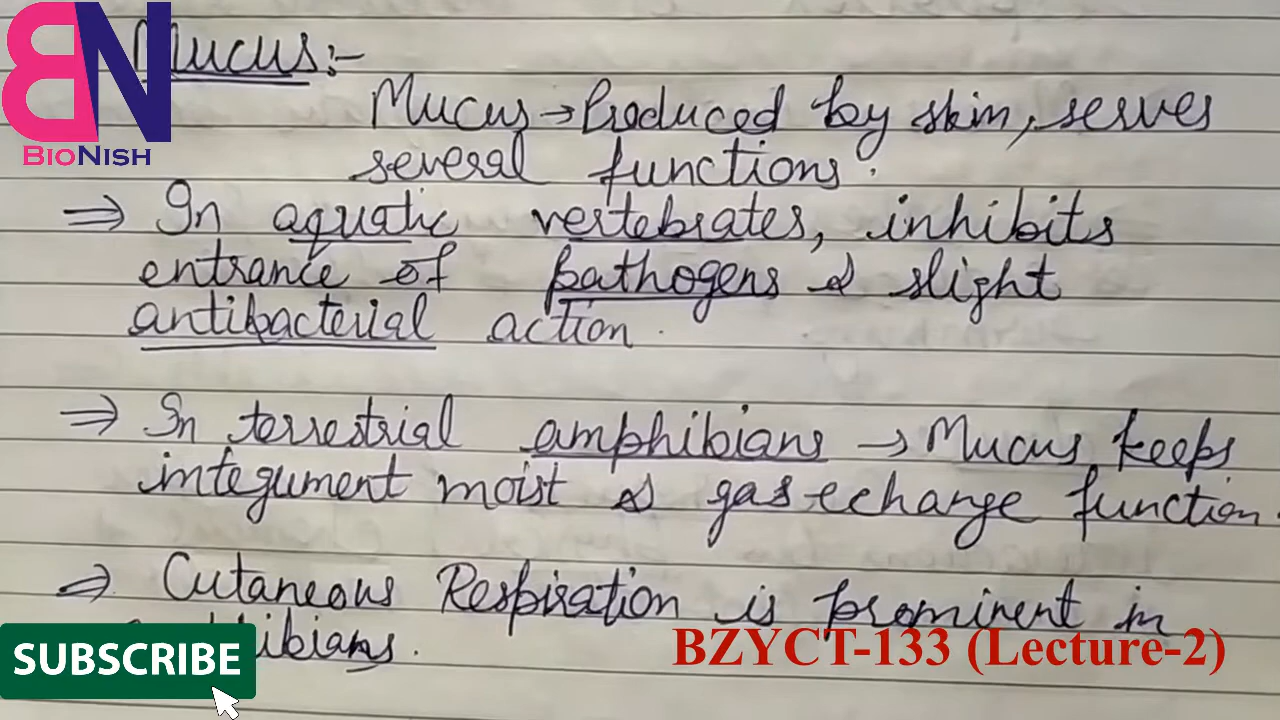 BN
BIONISH
Mucus:-
Mucus → Produced by skin, serves
several functions.
⇒ In aquatic vertebrates, inhibits
entrance of pathogens & slight
antibacterial action.
⇒ In terrestrial amphibians → Mucus keeps
integument moist & gas echange function.
⇒ Cutaneous Respiration is prominent in
SUBSCRIBE
BZYCT-133 (Lecture-2)